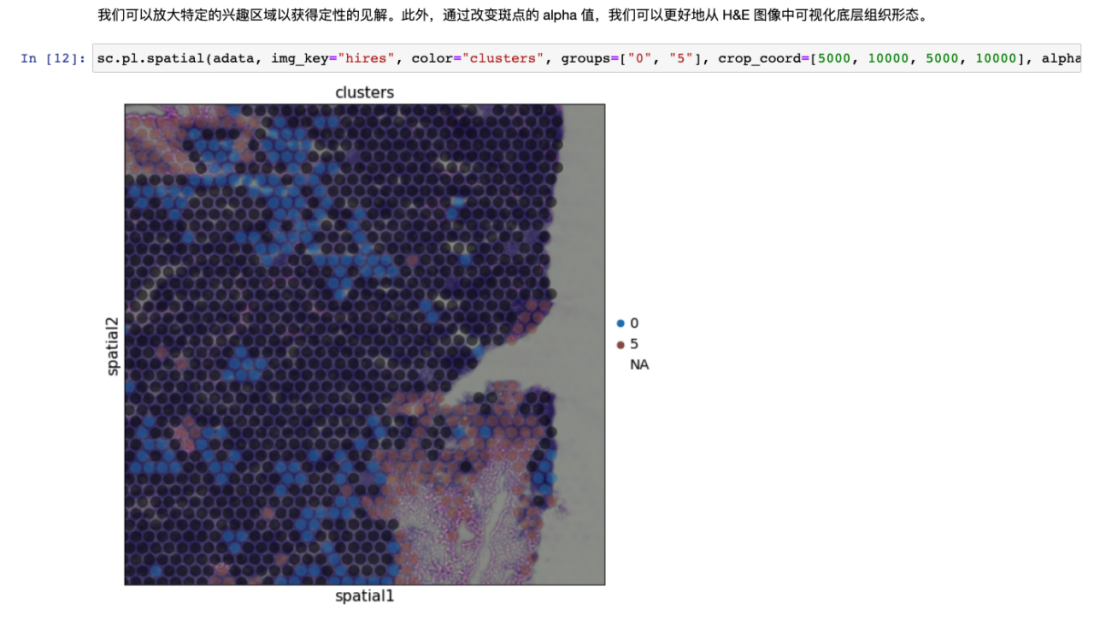 我们可以放大特定的兴趣区域以获得定性的见解。此外，通过改变斑点的 alpha 值，我们可以更好地从 H&E 图像中可视化底层组织形态。
In [12]: sc.pl.spatial(adata, img_key="hires", color="clusters", groups=["0", "5"], crop_coord=[5000, 10000, 5000, 10000], alpha
clusters
spatial2
0
5
NA
spatial1